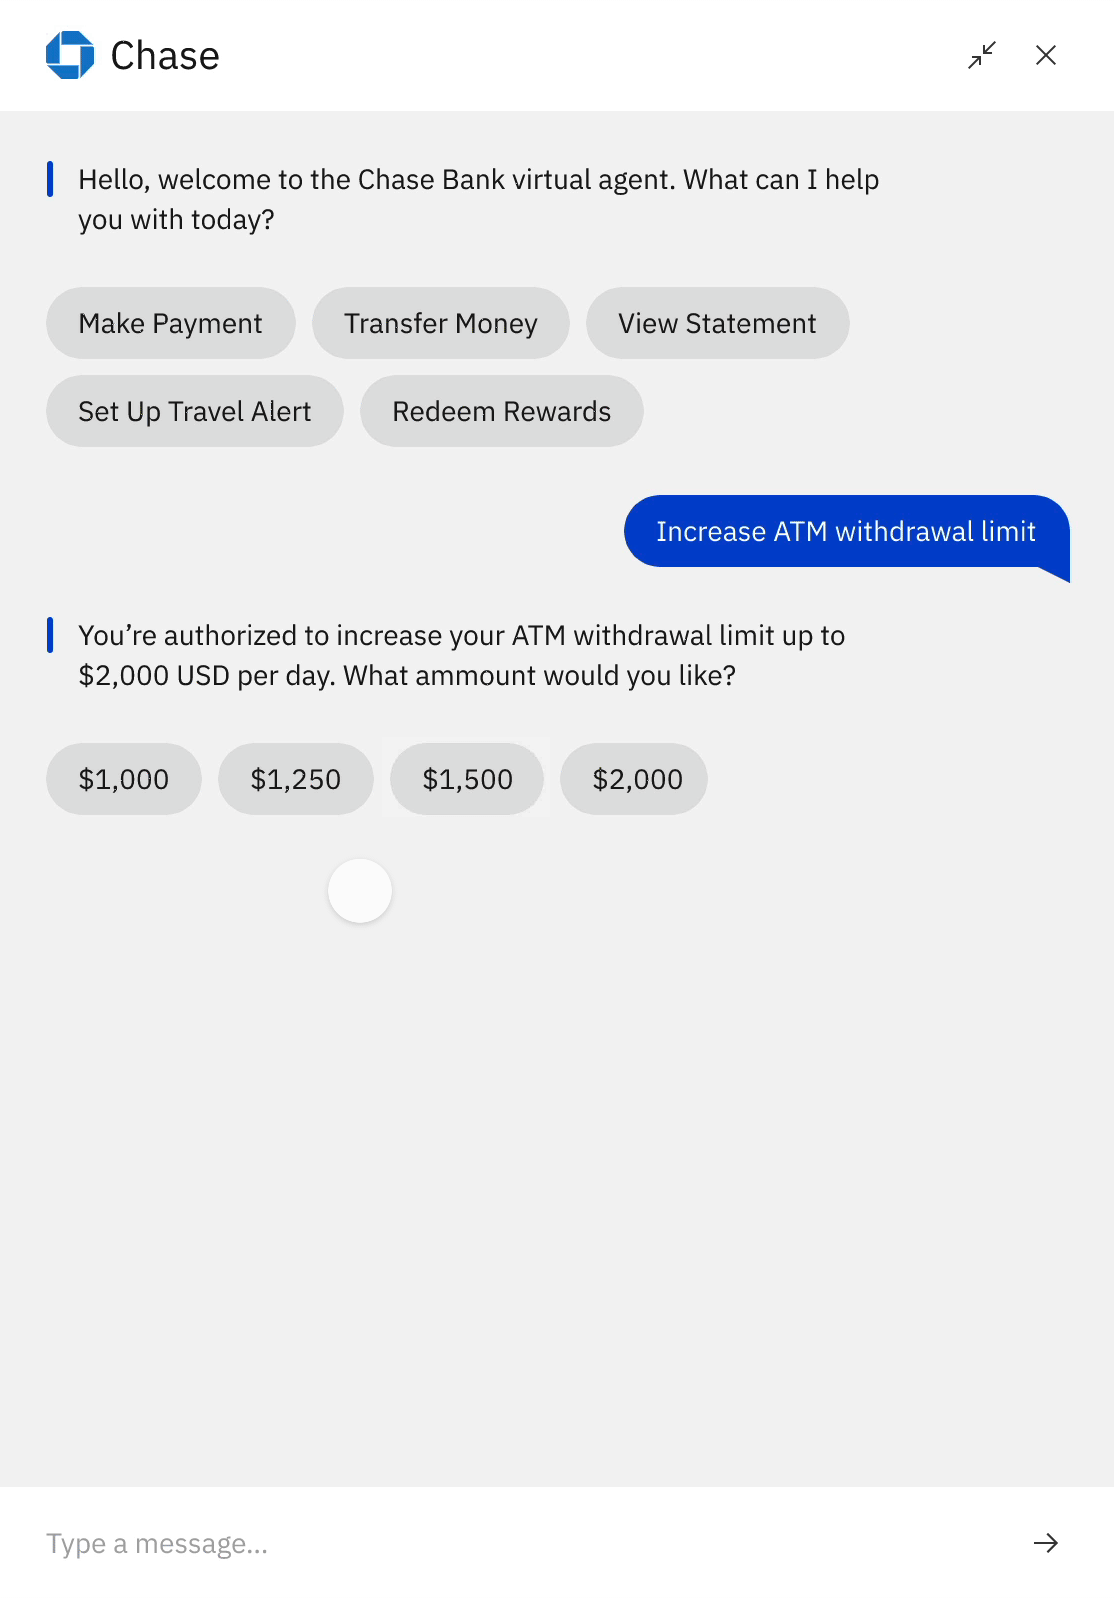 Chase
Hello, welcome to the Chase Bank virtual agent. What can I help
you with today?
Make Payment
Transfer Money
View Statement
Set Up Travel Alert
Redeem Rewards
Increase ATM withdrawal limit
You’re authorized to increase your ATM withdrawal limit up to
$2,000 USD per day. What ammount would you like?
$1,000
$1,250
$1,500
$2,000
Type a message...